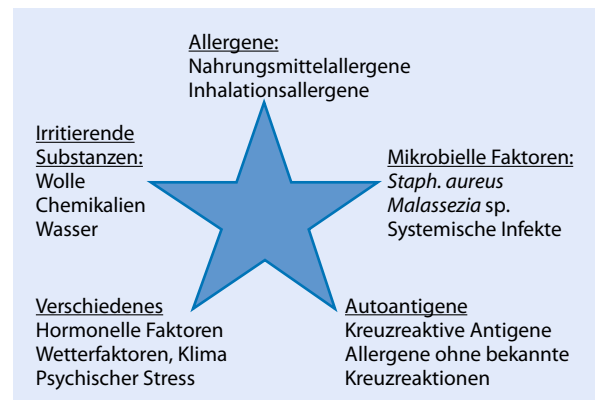 Allergene:
Nahrungsmittelallergene
Inhalationsallergene
Irritierende
Substanzen:
Wolle
Chemikalien
Wasser
Mikrobielle Faktoren:
Staph. aureus
Malassezia sp.
Systemische Infekte
Verschiedenes
Hormonelle Faktoren
Wetterfaktoren, Klima
Psychischer Stress
Autoantigene
Kreuzreaktive Antigene
Allergene ohne bekannte
Kreuzreaktionen